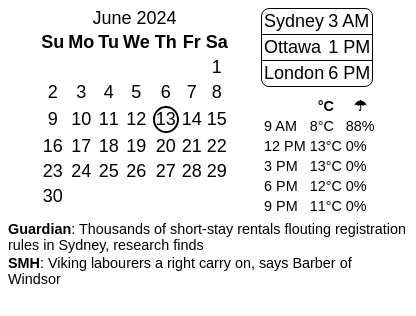 June 2024
Su Mo Tu We Th Fr Sa
1
2 3 4 5 6 7 8
9 10 11 12 13 14 15
16 17 18 19 20 21 22
23 24 25 26 27 28 29
30
Sydney 3 AM
Ottawa 1 PM
London 6 PM
°C ☂
9 AM 8°C 88%
12 PM 13°C 0%
3 PM 13°C 0%
6 PM 12°C 0%
9 PM 11°C 0%
Guardian: Thousands of short-stay rentals flouting registration
rules in Sydney, research finds
SMH: Viking labourers a right carry on, says Barber of
Windsor